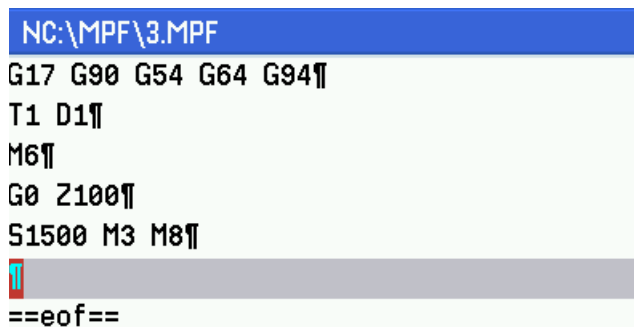 NC:\MPF\3.MPF
G17 G90 G54 G64 G94¶
T1 D1¶
M6¶
G0 Z100¶
S1500 M3 M8¶
¶
==eof==